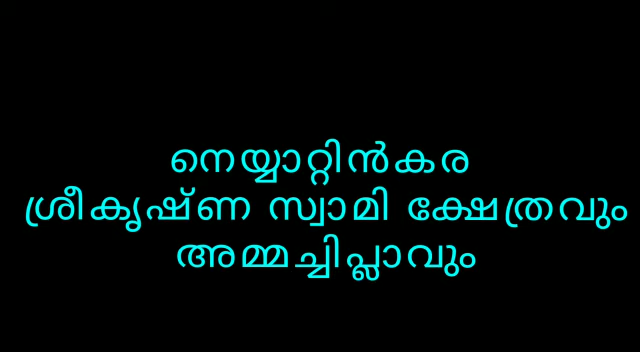 നെയ്യാറ്റിൻകര
ശ്രീകൃഷ്ണ സ്വാമി ക്ഷേത്രവും
അമ്മച്ചിപ്ലാവും